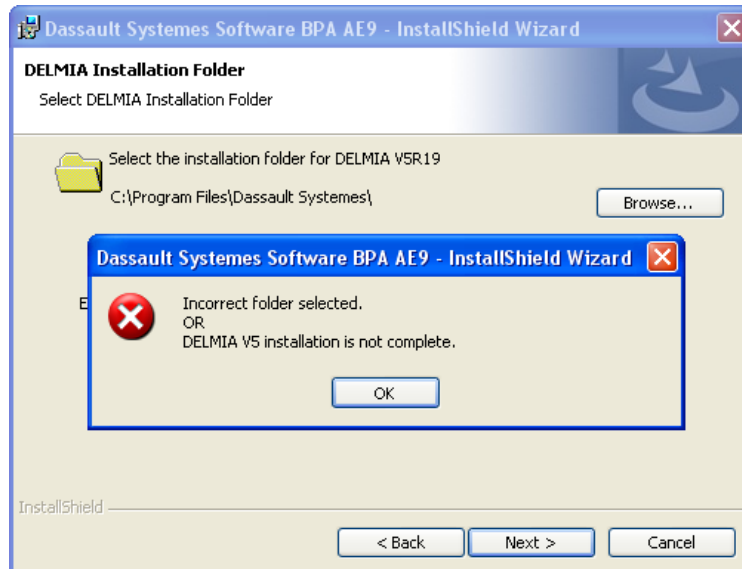 Dassault Systemes Software BPA AE9 - InstallShield Wizard
DELMIA Installation Folder
Select DELMIA Installation Folder
Select the installation folder for DELMIA V5R19
C:\Program Files\Dassault Systemes\
Browse...
Dassault Systemes Software BPA AE9 - InstallShield Wizard
E
Incorrect folder selected.
OR
DELMIA V5 installation is not complete.
OK
InstallShield
< Back
Next >
Cancel